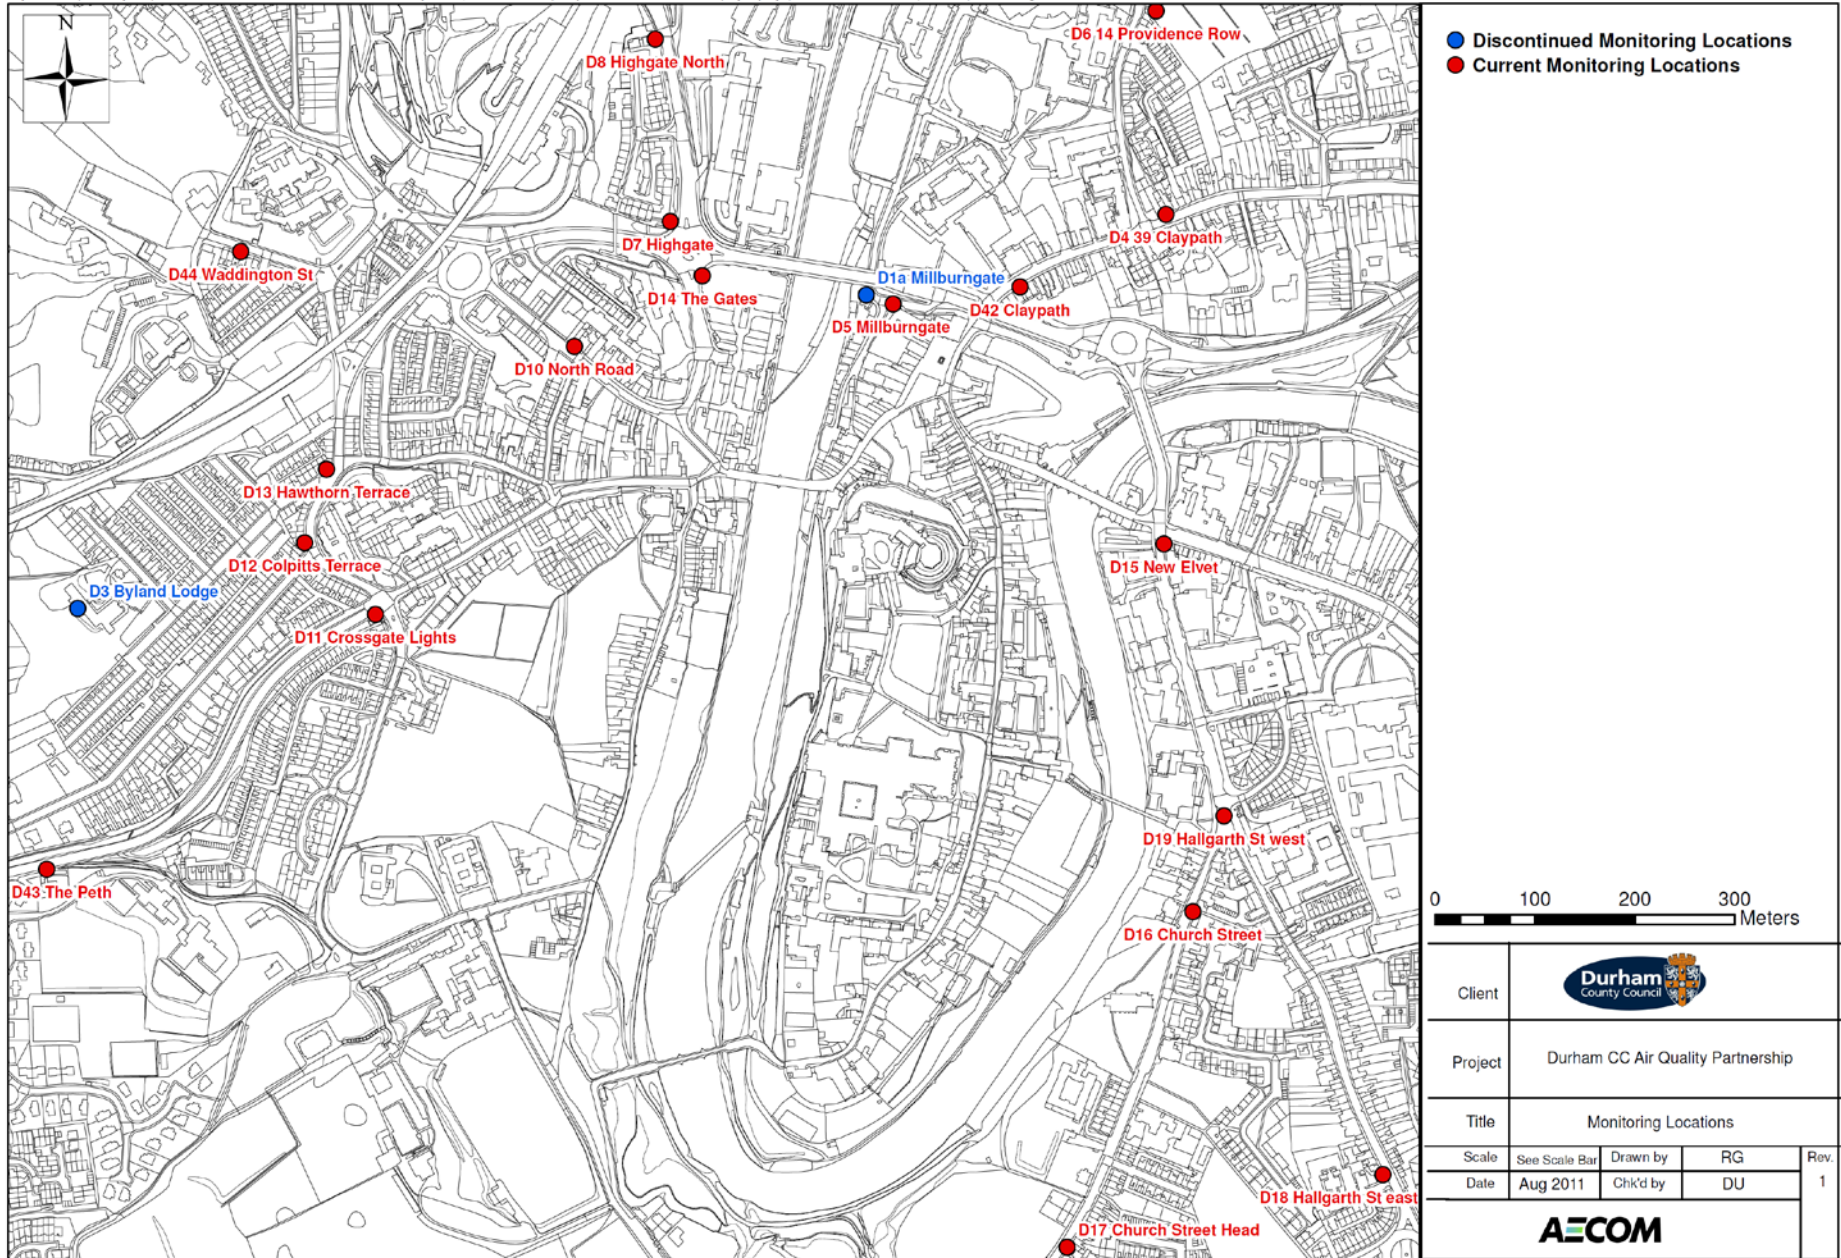 N
D8 Highgate North
D6 14 Providence Row
D7 Highgate
D4 39 Claypath
D44 Waddington St
D14 The Gates
D1a Millburngate
D5 Millburngate
D42 Claypath
D10 North Road
D13 Hawthorn Terrace
D12 Colpitts Terrace
D15 New Elvet
D3 Byland Lodge
D11 Crossgate Lights
D19 Hallgarth St west
D43 The Peth
D16 Church Street
D18 Hallgarth St east
D17 Church Street Head
Discontinued Monitoring Locations
Current Monitoring Locations
0 100 200 300
Meters
Client
Durham
County Council
Project
Durham CC Air Quality Partnership
Title
Monitoring Locations
Scale See Scale Bar Drawn by RG Rev.
Date Aug 2011 Chk'd by DU 1
AECOM